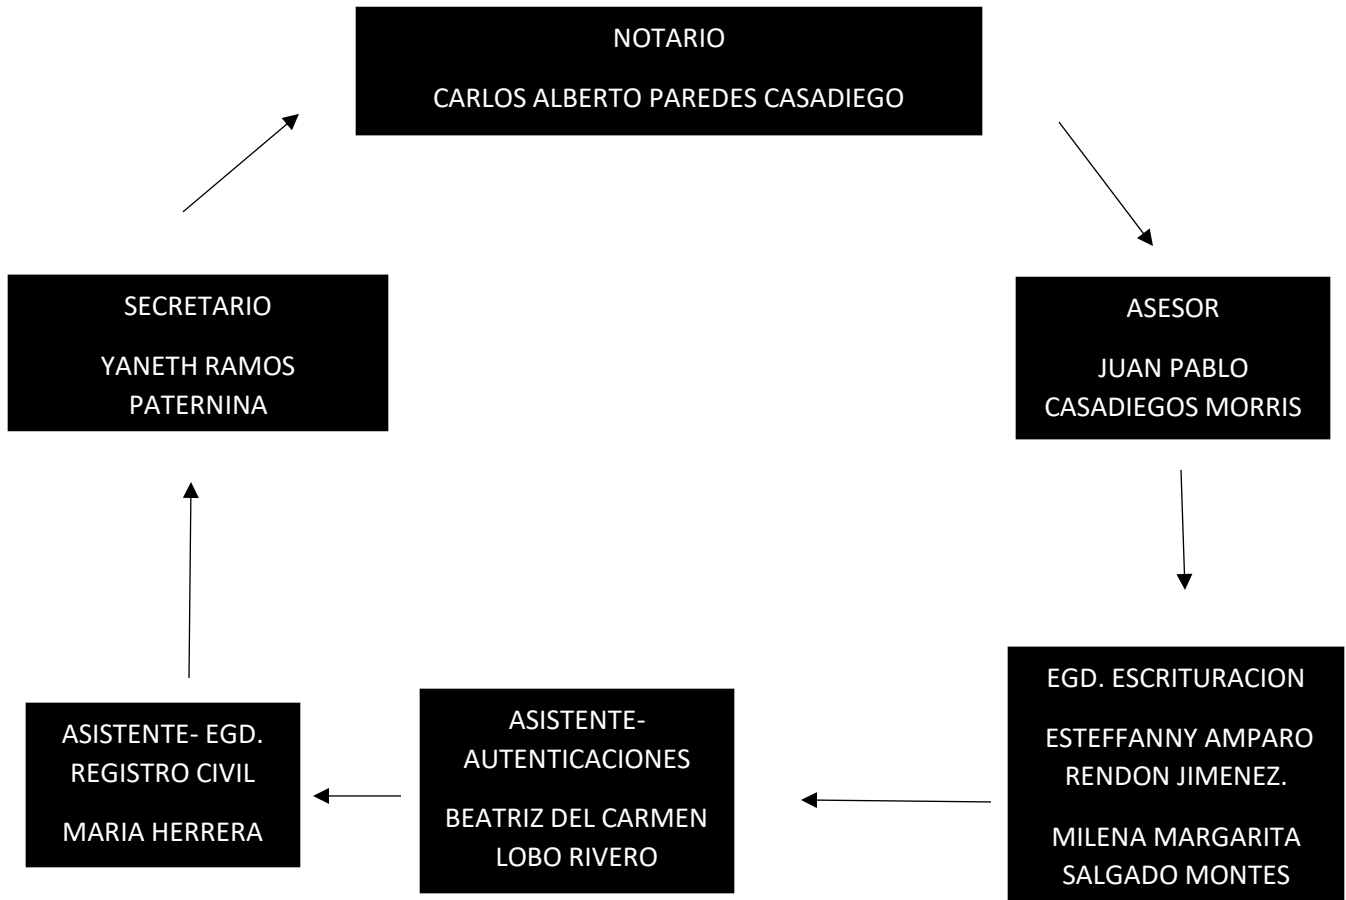 NOTARIO
CARLOS ALBERTO PAREDES CASADIEGO
SECRETARIO
YANETH RAMOS
PATERNINA
ASESOR
JUAN PABLO
CASADIEGOS MORRIS
EGD. ESCRITURACION
ESTEFFANNY AMPARO
RENDON JIMENEZ.
MILENA MARGARITA
SALGADO MONTES
ASISTENTE-
AUTENTICACIONES
BEATRIZ DEL CARMEN
LOBO RIVERO
ASISTENTE- EGD.
REGISTRO CIVIL
MARIA HERRERA